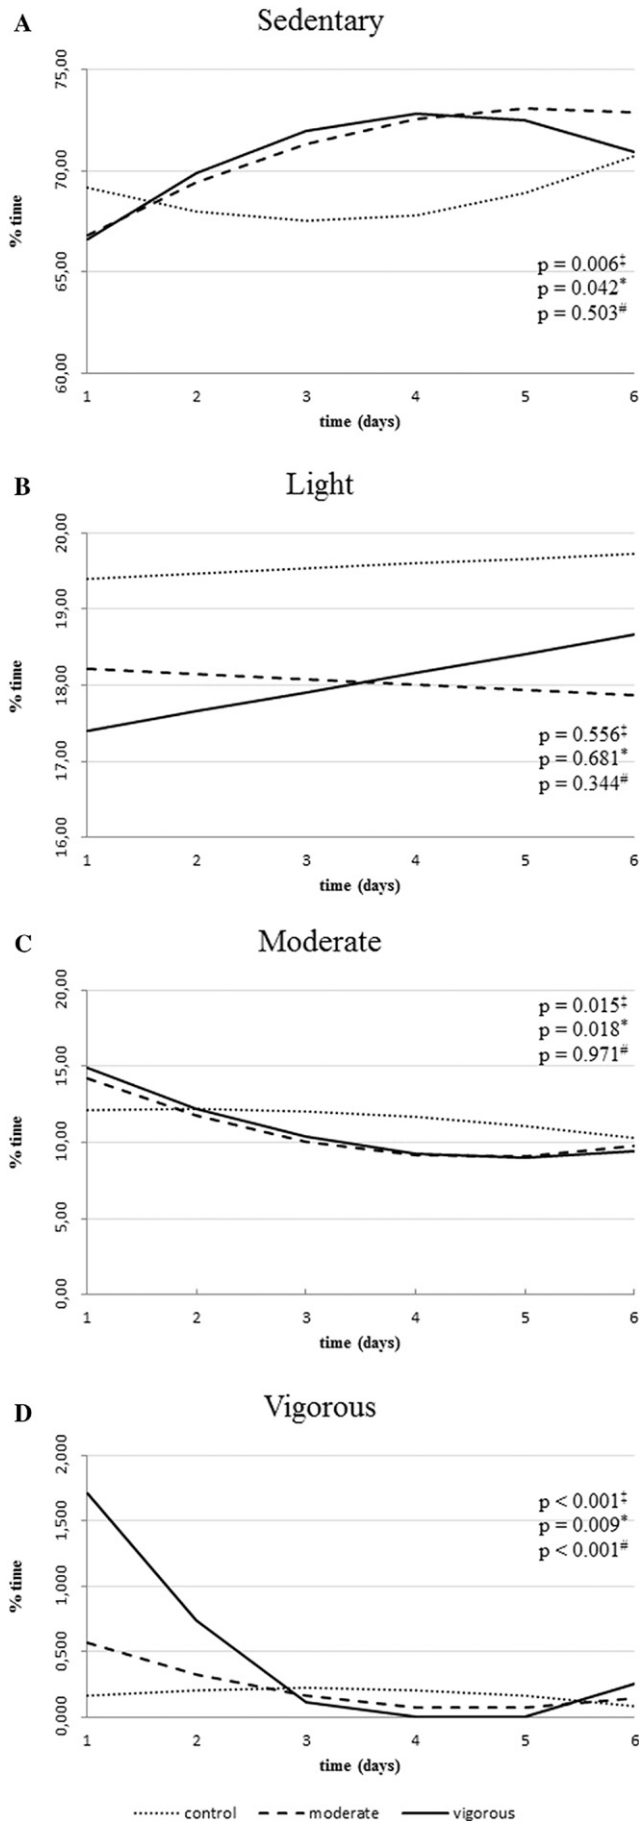 A
Sedentary
75,00
70,00
65,00
60,00
% time
p = 0.006‡
p = 0.042*
p = 0.503#
1 2 3 4 5 6
time (days)
B
Light
20,00
19,00
18,00
17,00
16,00
% time
p = 0.556‡
p = 0.681*
p = 0.344#
1 2 3 4 5 6
time (days)
C
Moderate
20,00
15,00
10,00
5,00
0,00
% time
p = 0.015‡
p = 0.018*
p = 0.971#
1 2 3 4 5 6
time (days)
D
Vigorous
2,000
1,500
1,000
0,500
0,000
% time
p < 0.001‡
p = 0.009*
p < 0.001#
1 2 3 4 5 6
time (days)
control moderate vigorous